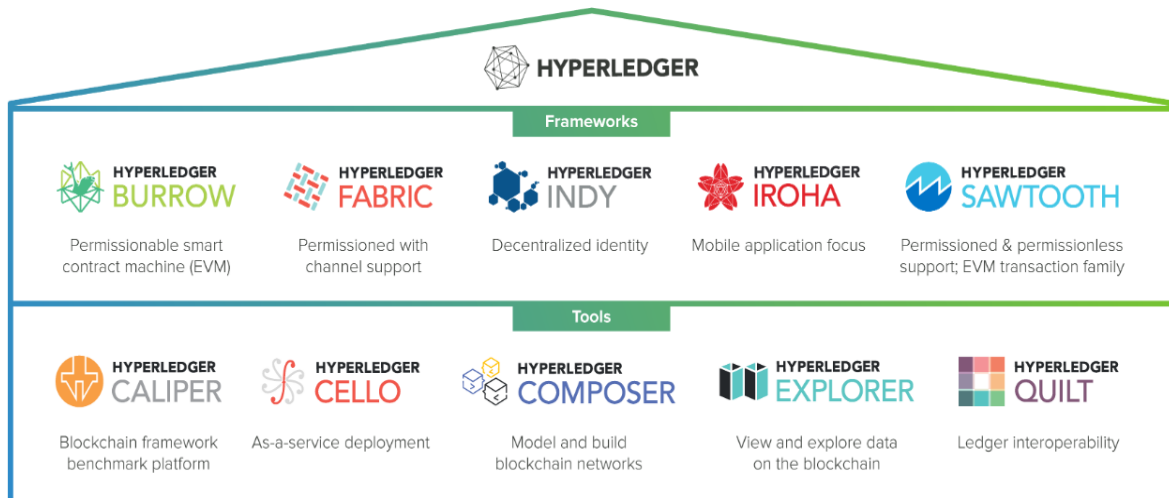 HYPERLEDGER
Frameworks
HYPERLEDGER
BURROW
Permissionable smart
contract machine (EVM)
HYPERLEDGER
FABRIC
Permissioned with
channel support
HYPERLEDGER
INDY
Decentralized identity
HYPERLEDGER
IROHA
Mobile application focus
HYPERLEDGER
SAWTOOTH
Permissioned & permissionless
support; EVM transaction family
Tools
HYPERLEDGER
CALIPER
Blockchain framework
benchmark platform
HYPERLEDGER
CELLO
As-a-service deployment
HYPERLEDGER
COMPOSER
Model and build
blockchain networks
HYPERLEDGER
EXPLORER
View and explore data
on the blockchain
HYPERLEDGER
QUILT
Ledger interoperability